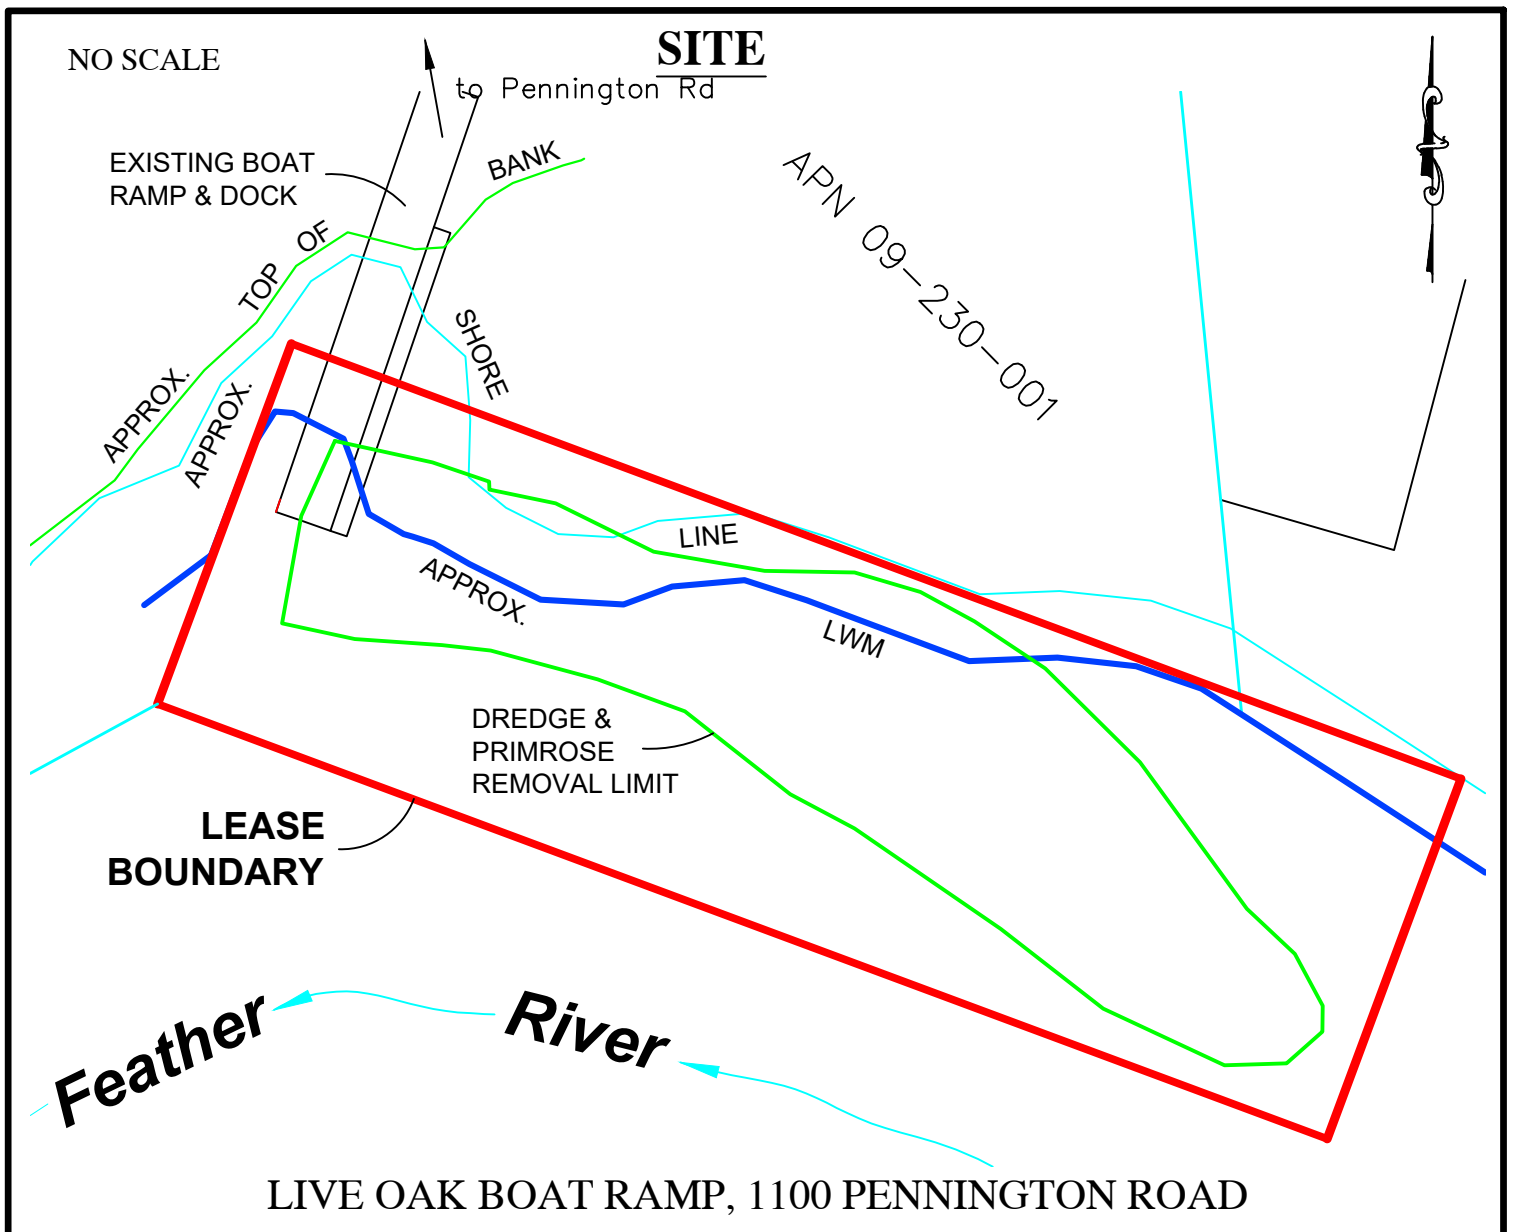 NO SCALE
SITE
to Pennington Rd
EXISTING BOAT
RAMP & DOCK
APPROX. TOP OF BANK
APPROX. SHORE LINE
APN 09-230-001
APPROX. LWM
DREDGE &
PRIMROSE
REMOVAL LIMIT
LEASE
BOUNDARY
Feather River
LIVE OAK BOAT RAMP, 1100 PENNINGTON ROAD